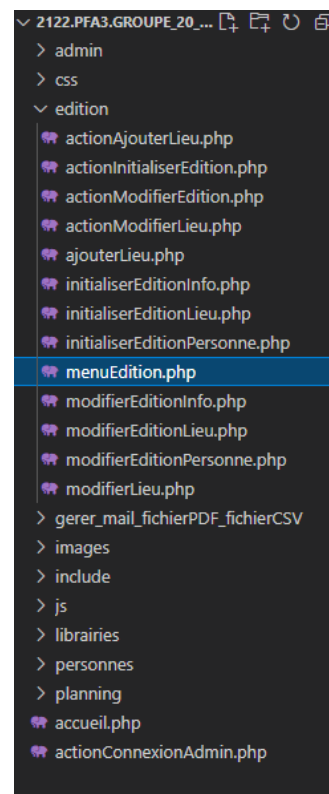 2122.PFA3.GROUPE_20_...
admin
css
edition
actionAjouterLieu.php
actionInitialiserEdition.php
actionModifierEdition.php
actionModifierLieu.php
ajouterLieu.php
initialiserEditionInfo.php
initialiserEditionLieu.php
initialiserEditionPersonne.php
menuEdition.php
modifierEditionInfo.php
modifierEditionLieu.php
modifierEditionPersonne.php
modifierLieu.php
gerer_mail_fichierPDF_fichierCSV
images
include
js
librairies
personnes
planning
accueil.php
actionConnexionAdmin.php